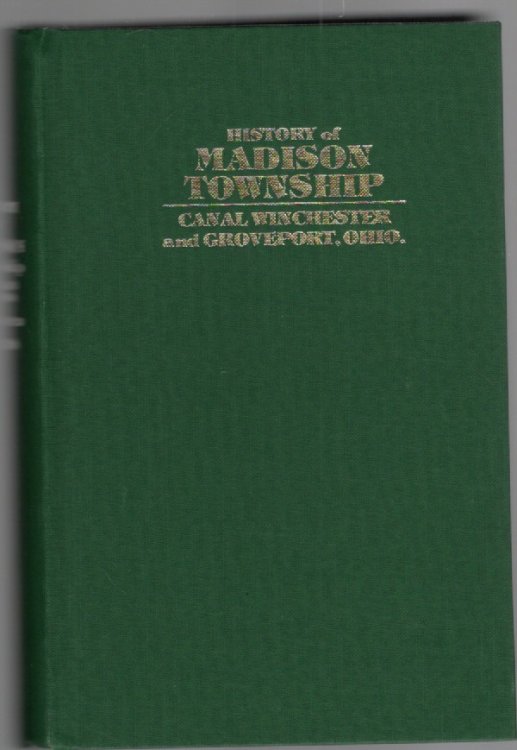 HISTORY of
MADISON
TOWNSHIP
CANAL WINCHESTER
and GROVEPORT, OHIO.